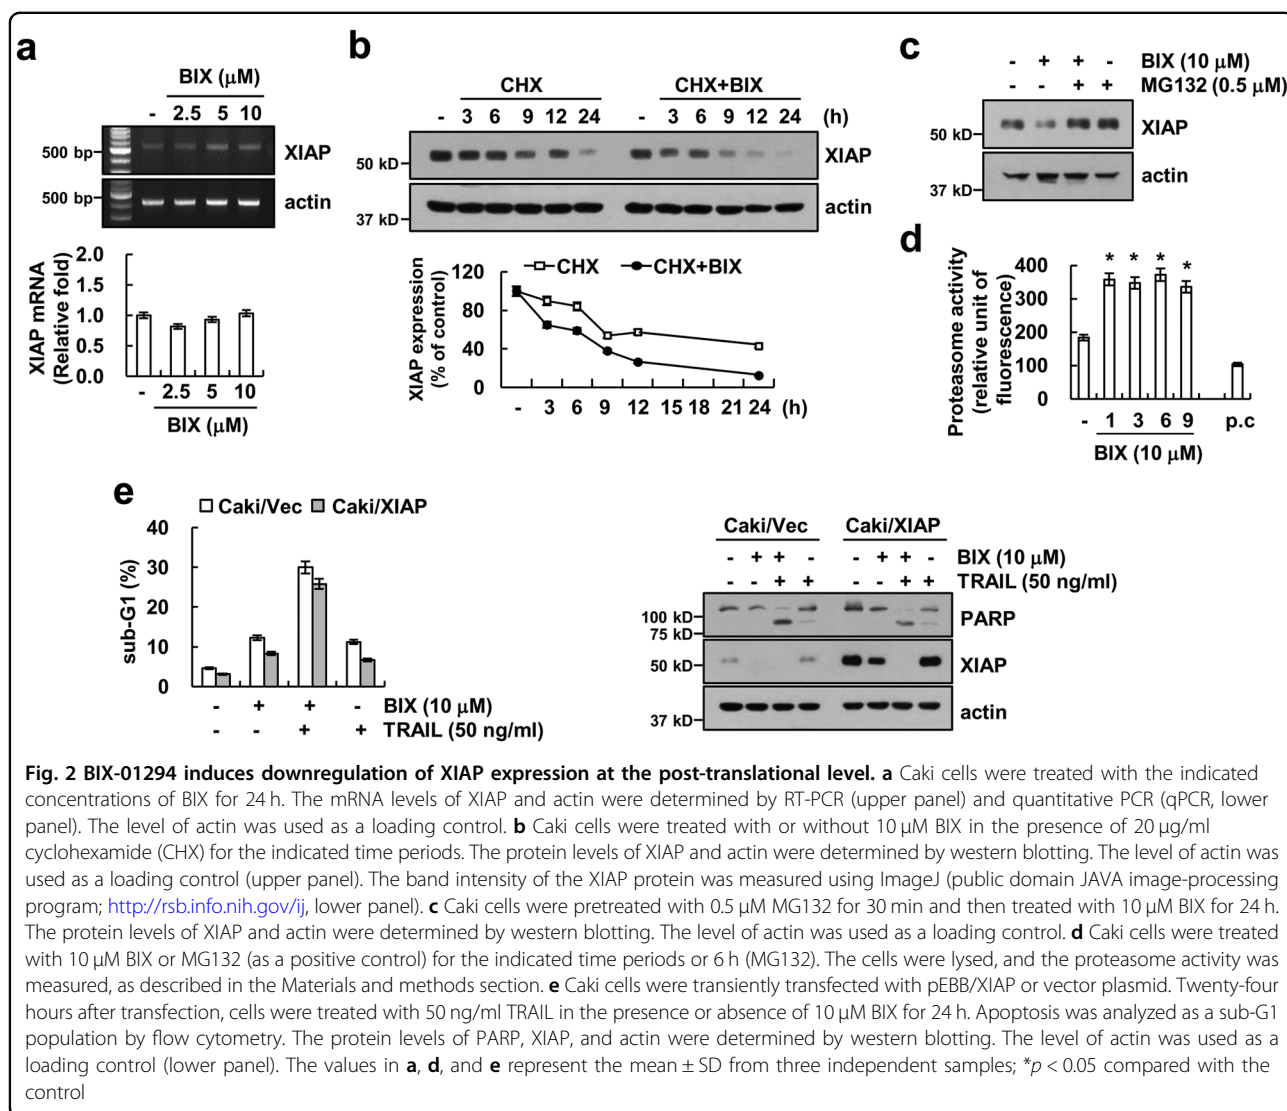 a
BIX (μM)
- 2.5 5 10
500 bp
XIAP
500 bp
actin
XIAP mRNA
(Relative fold)
2.0
1.5
1.0
0.5
0.0
- 2.5 5 10
BIX (μM)
b
CHX CHX+BIX
- 3 6 9 12 24 - 3 6 9 12 24 (h)
50 kD
XIAP
37 kD
actin
XIAP expression
(% of control)
CHX CHX+BIX
120
80
40
0
- 3 6 9 12 15 18 21 24 (h)
c
- + + - BIX (10 μM)
- - + + MG132 (0.5 μM)
50 kD
XIAP
37 kD
actin
d
Proteasome activity
(relative unit of
fluorescence)
400
300
200
100
0
* * * *
- 1 3 6 9 p.c
BIX (10 μM)
e
Caki/Vec Caki/XIAP
sub-G1 (%)
40
30
20
10
0
- + + - BIX (10 μM)
- - + + TRAIL (50 ng/ml)
Caki/Vec Caki/XIAP
- + + - - + + - BIX (10 μM)
- - + + - - + + TRAIL (50 ng/ml)
100 kD
75 kD
PARP
50 kD
XIAP
37 kD
actin
Fig. 2 BIX-01294 induces downregulation of XIAP expression at the post-translational level. a Caki cells were treated with the indicated
concentrations of BIX for 24 h. The mRNA levels of XIAP and actin were determined by RT-PCR (upper panel) and quantitative PCR (qPCR, lower
panel). The level of actin was used as a loading control. b Caki cells were treated with or without 10 μM BIX in the presence of 20 μg/ml
cyclohexamide (CHX) for the indicated time periods. The protein levels of XIAP and actin were determined by western blotting. The level of actin was
used as a loading control (upper panel). The band intensity of the XIAP protein was measured using ImageJ (public domain JAVA image-processing
program; http://rsb.info.nih.gov/ij, lower panel). c Caki cells were pretreated with 0.5 μM MG132 for 30 min and then treated with 10 μM BIX for 24 h.
The protein levels of XIAP and actin were determined by western blotting. The level of actin was used as a loading control. d Caki cells were treated
with 10 μM BIX or MG132 (as a positive control) for the indicated time periods or 6 h (MG132). The cells were lysed, and the proteasome activity was
measured, as described in the Materials and methods section. e Caki cells were transiently transfected with pEBB/XIAP or vector plasmid. Twenty-four
hours after transfection, cells were treated with 50 ng/ml TRAIL in the presence or absence of 10 μM BIX for 24 h. Apoptosis was analyzed as a sub-G1
population by flow cytometry. The protein levels of PARP, XIAP, and actin were determined by western blotting. The level of actin was used as a
loading control (lower panel). The values in a, d, and e represent the mean ± SD from three independent samples; *p < 0.05 compared with the
control